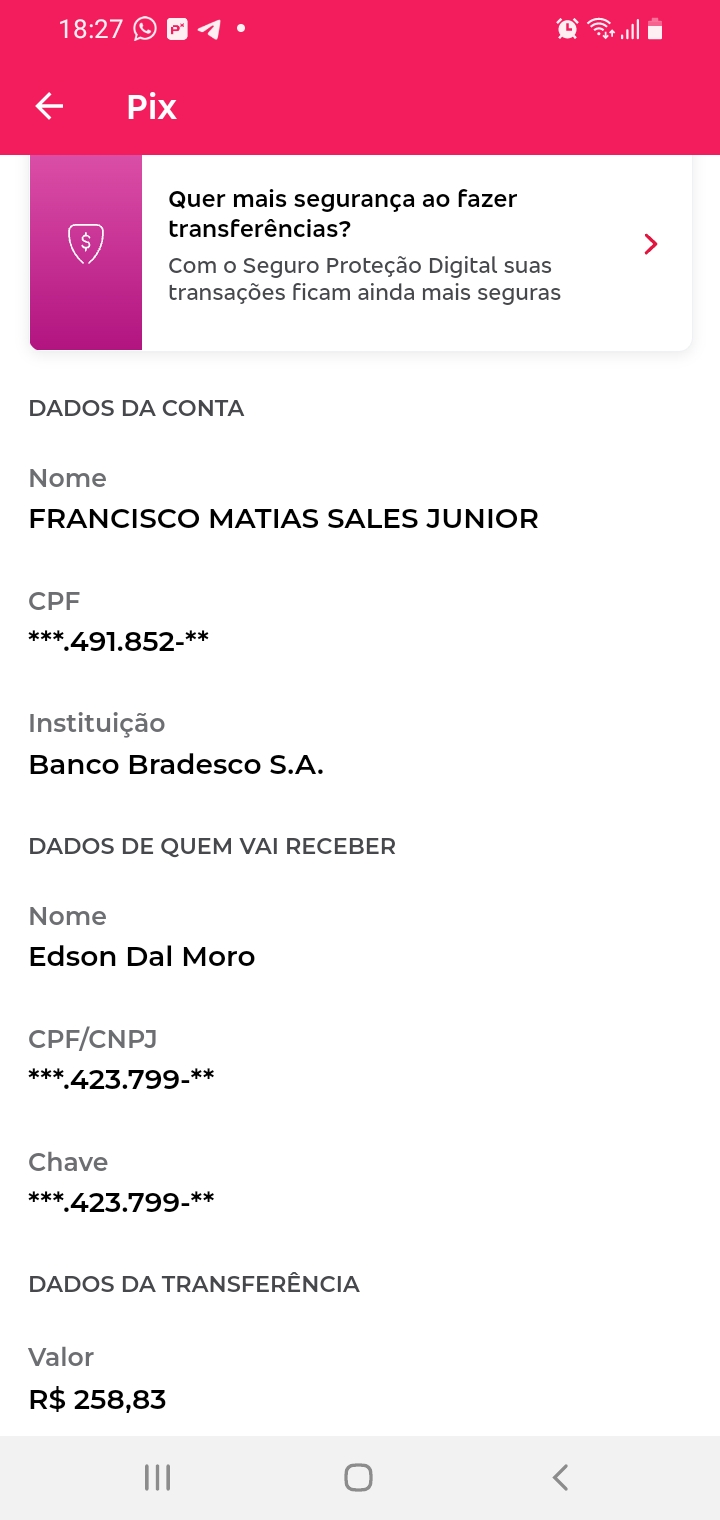 18:27
Pix
Quer mais segurança ao fazer
transferências?
Com o Seguro Proteção Digital suas
transações ficam ainda mais seguras
DADOS DA CONTA
Nome
FRANCISCO MATIAS SALES JUNIOR
CPF
***.491.852-**
Instituição
Banco Bradesco S.A.
DADOS DE QUEM VAI RECEBER
Nome
Edson Dal Moro
CPF/CNPJ
***.423.799-**
Chave
***.423.799-**
DADOS DA TRANSFERÊNCIA
Valor
R$ 258,83